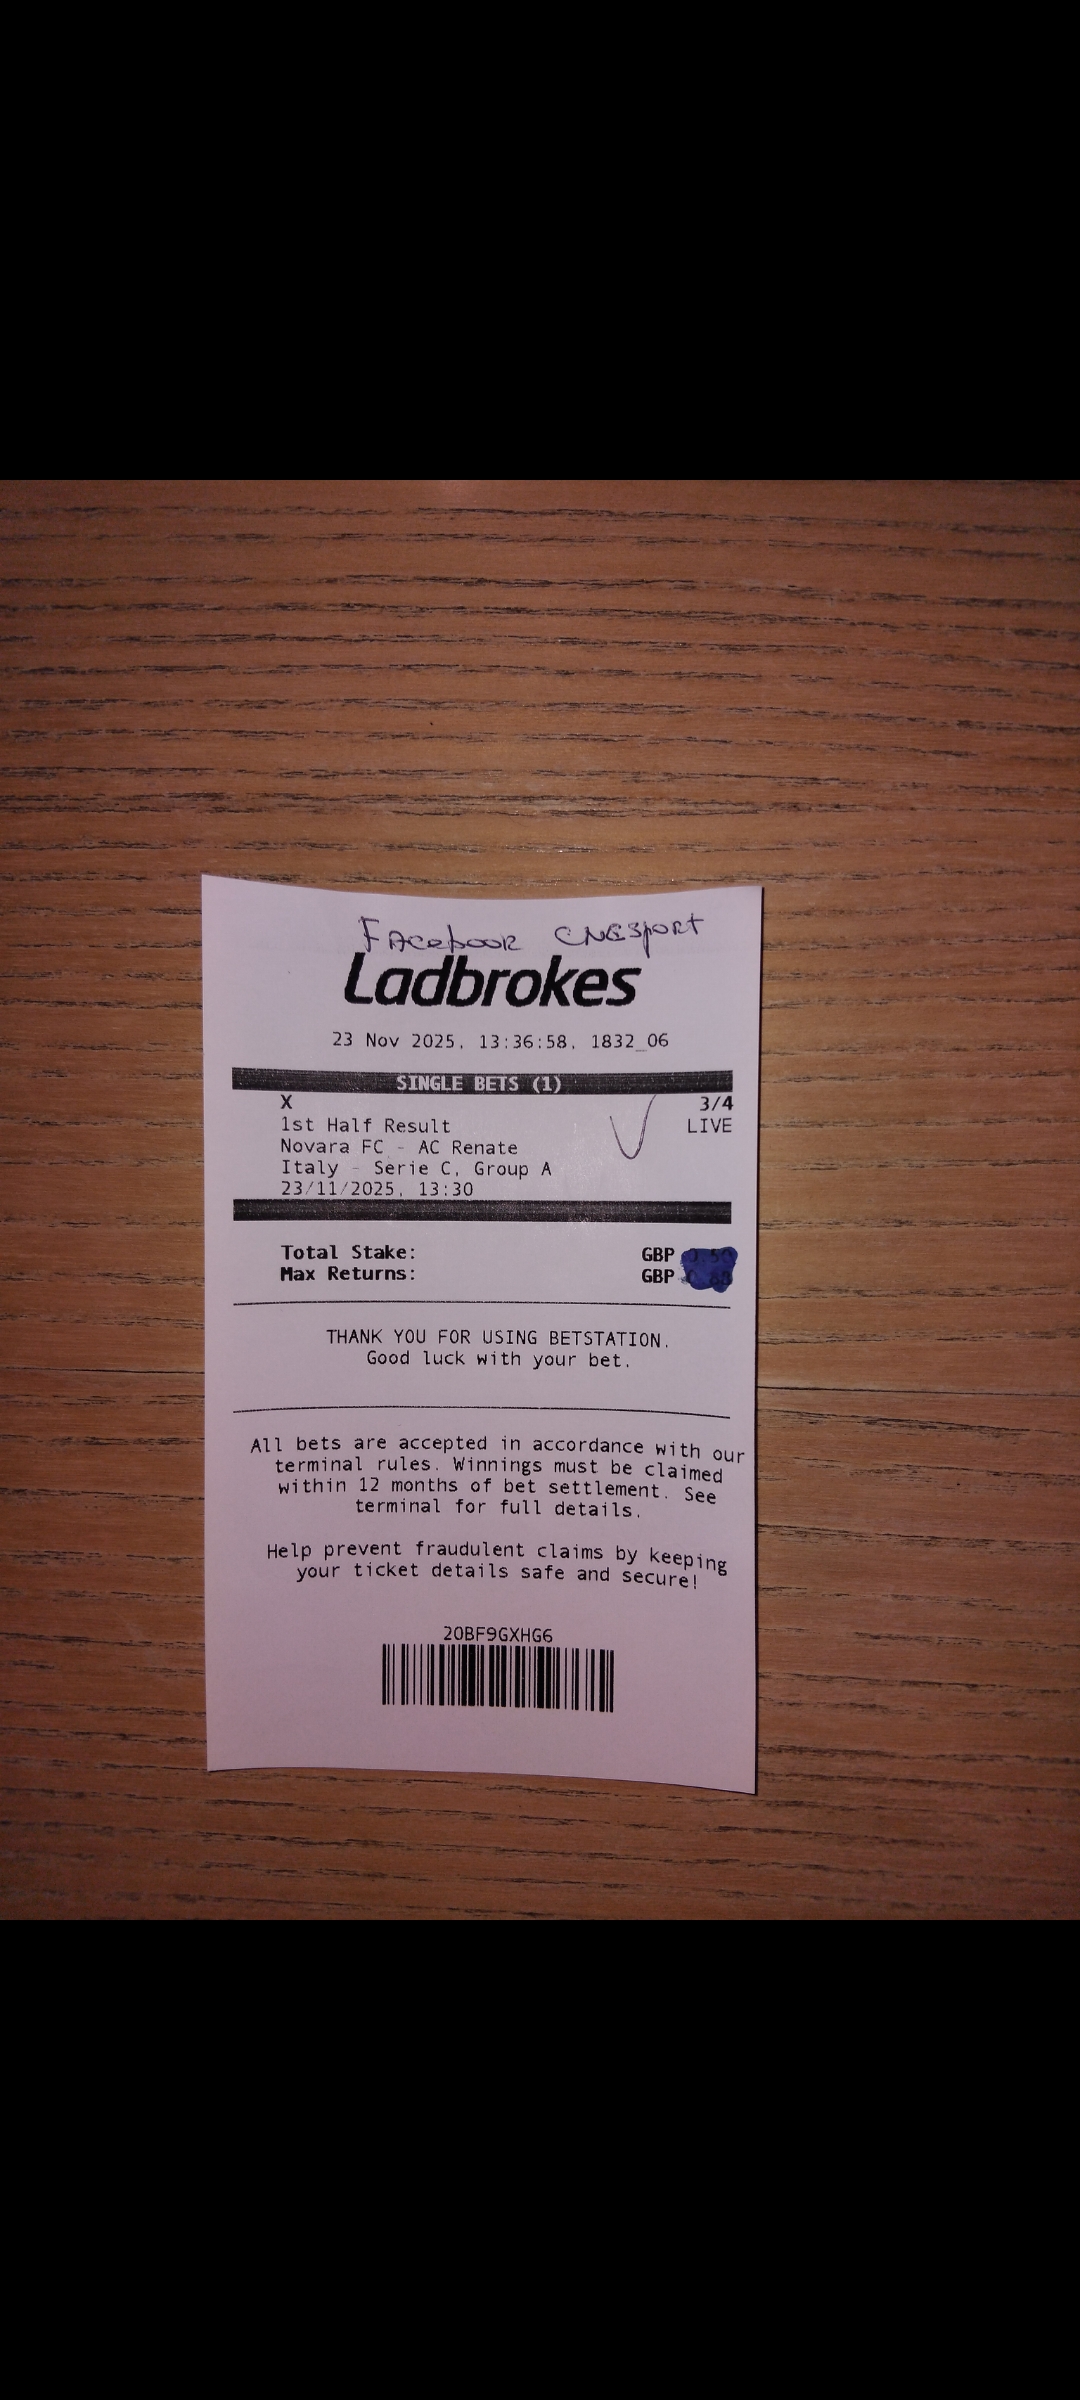 Facebook CNGSport
Ladbrokes
23 Nov 2025, 13:36:58, 1832_06
SINGLE BETS (1)
X 3/4
1st Half Result LIVE
Novara FC - AC Renate
Italy - Serie C, Group A
23/11/2025, 13:30
Total Stake: GBP 0.50
Max Returns: GBP 0.88
THANK YOU FOR USING BETSTATION.
Good luck with your bet.
All bets are accepted in accordance with our
terminal rules. Winnings must be claimed
within 12 months of bet settlement. See
terminal for full details.
Help prevent fraudulent claims by keeping
your ticket details safe and secure!
20BF9GXHG6